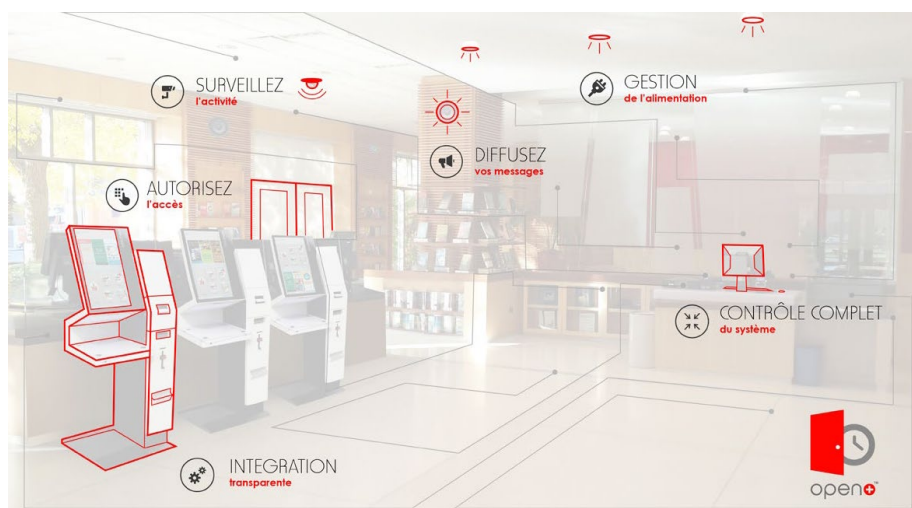 SURVEILLEZ
l'activité
GESTION
de l'alimentation
DIFFUSEZ
vos messages
AUTORISEZ
l'accès
CONTRÔLE COMPLET
du système
INTEGRATION
transparente
open+